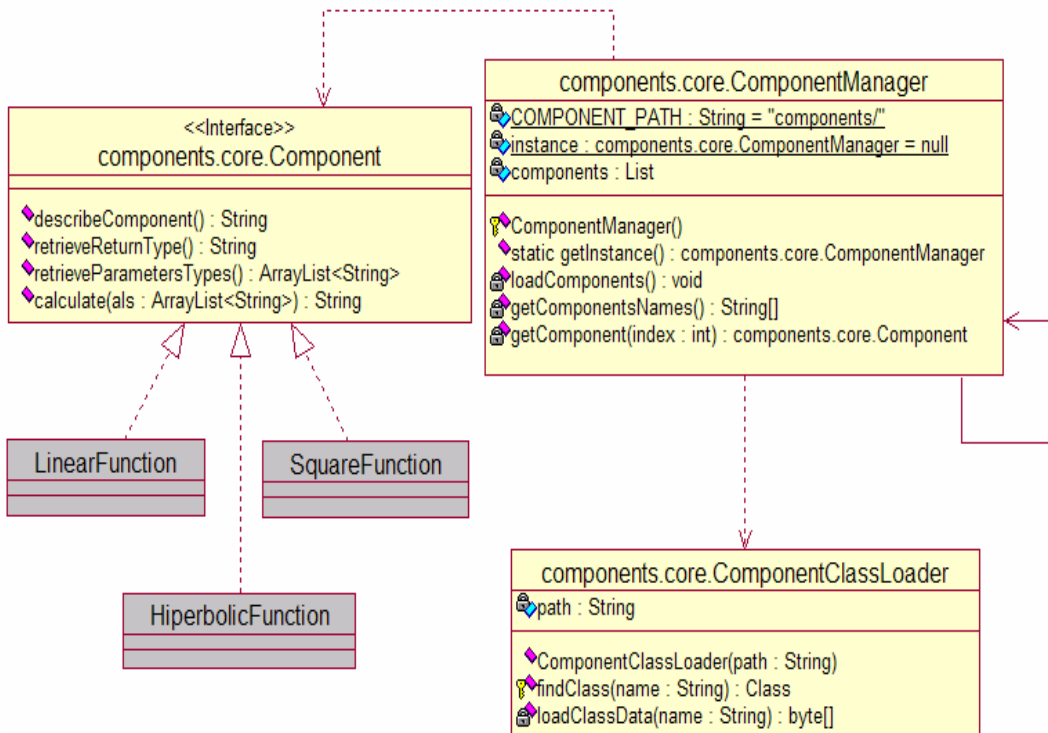 <<Interface>>
components.core.Component
describeComponent() : String
retrieveReturnType() : String
retrieveParametersTypes() : ArrayList<String>
calculate(als : ArrayList<String>) : String
components.core.ComponentManager
COMPONENT_PATH : String = "components/"
instance : components.core.ComponentManager = null
components : List
ComponentManager()
static getInstance() : components.core.ComponentManager
loadComponents() : void
getComponentsNames() : String[]
getComponent(index : int) : components.core.Component
LinearFunction
SquareFunction
HiperbolicFunction
components.core.ComponentClassLoader
path : String
ComponentClassLoader(path : String)
findClass(name : String) : Class
loadClassData(name : String) : byte[]